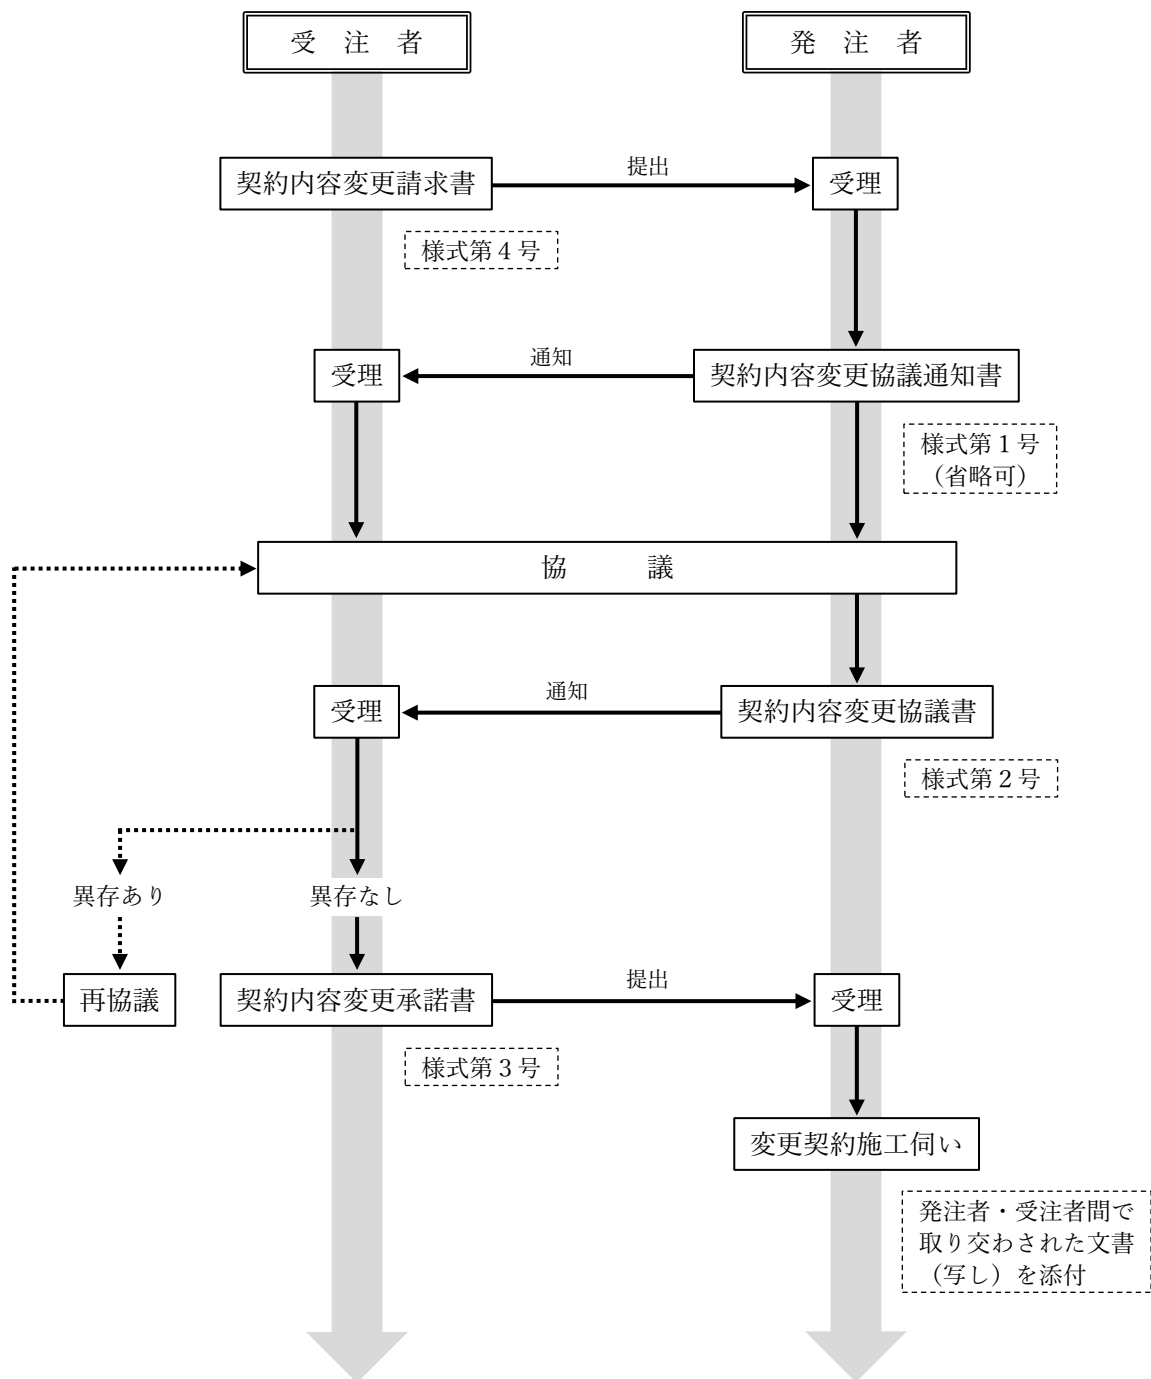 受　注　者
発　注　者
契約内容変更請求書
提出
受理
様式第４号
受理
通知
契約内容変更協議通知書
様式第１号
（省略可）
協　　　議
受理
通知
契約内容変更協議書
様式第２号
異存あり
異存なし
再協議
契約内容変更承諾書
提出
受理
様式第３号
変更契約施工伺い
発注者・受注者間で
取り交わされた文書
（写し）を添付